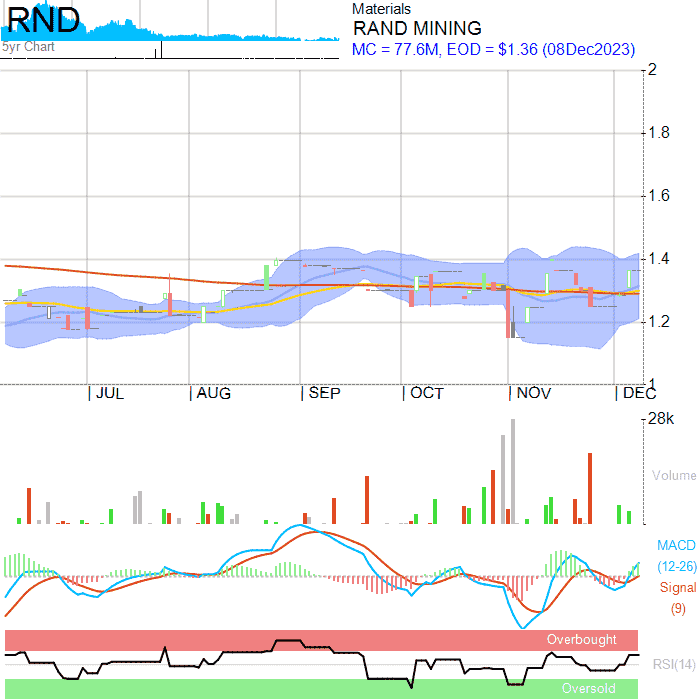 RND
5yr Chart
Materials
RAND MINING
MC = 77.6M, EOD = $1.36 (08Dec2023)
2
1.8
1.6
1.4
1.2
1
JUL AUG SEP OCT NOV DEC
28k
Volume
MACD
(12-26)
Signal
(9)
Overbought
RSI(14)
Oversold